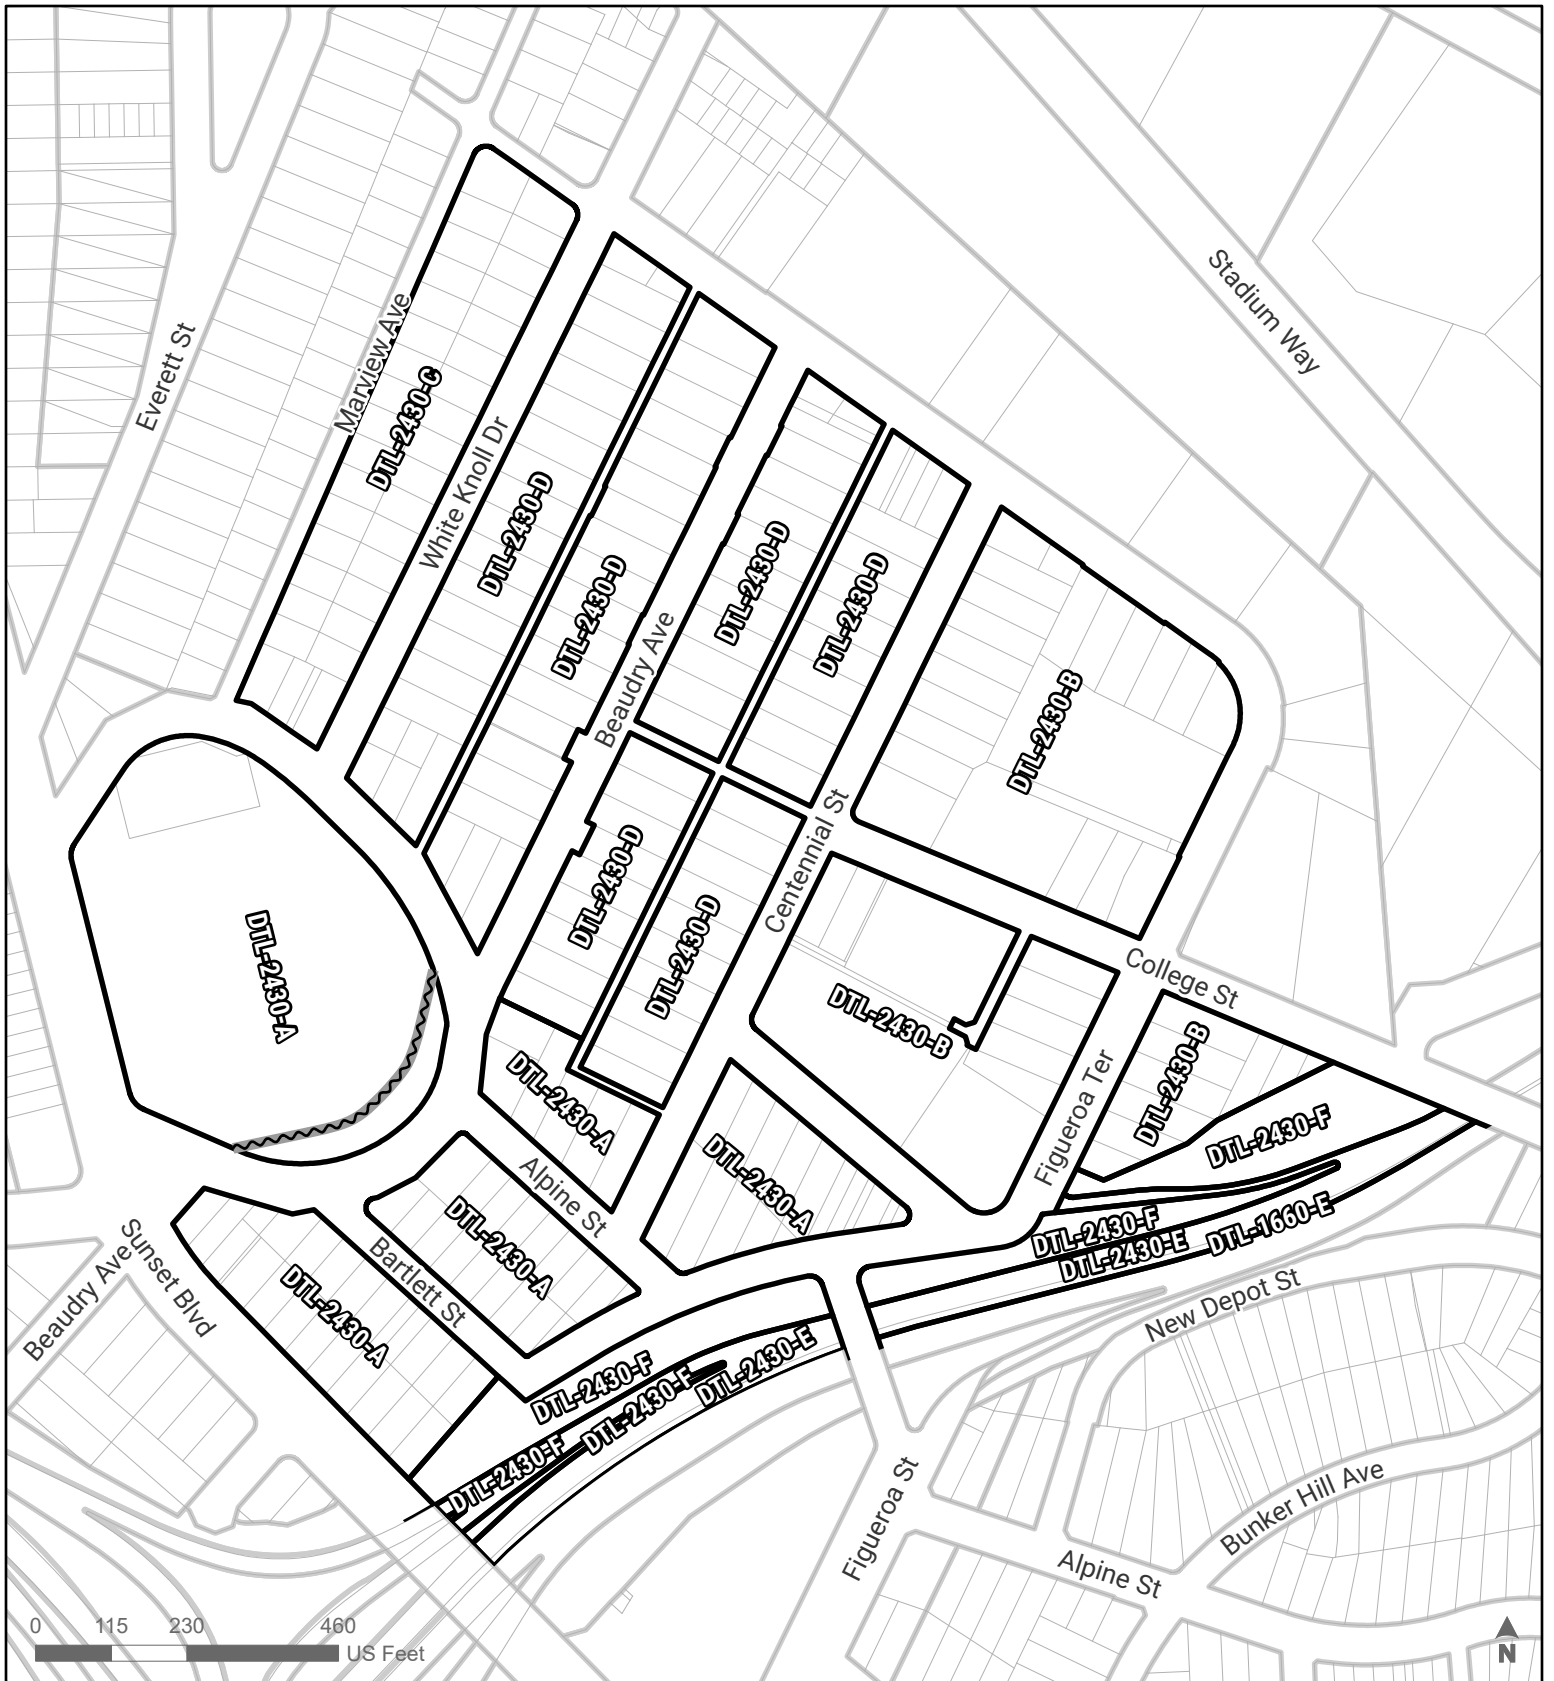 Stadium Way
Everett St
Marview Ave
DTL-2430-C
White Knoll Dr
DTL-2430-D
DTL-2430-D
DTL-2430-D
DTL-2430-D
Beaudry Ave
DTL-2430-B
Centennial St
DTL-2430-D
DTL-2430-D
DTL-2430-A
DTL-2430-B
College St
DTL-2430-B
Figueroa Ter
DTL-2430-A
DTL-2430-F
DTL-2430-A
Alpine St
DTL-2430-A
DTL-2430-F
DTL-1660-E
DTL-2430-E
Bartlett St
Sunset Blvd
Beaudry Ave
DTL-2430-A
New Depot St
DTL-2430-F
DTL-2430-E
DTL-2430-F
DTL-2430-F
Figueroa St
Bunker Hill Ave
Alpine St
0 115 230 460
US Feet
N